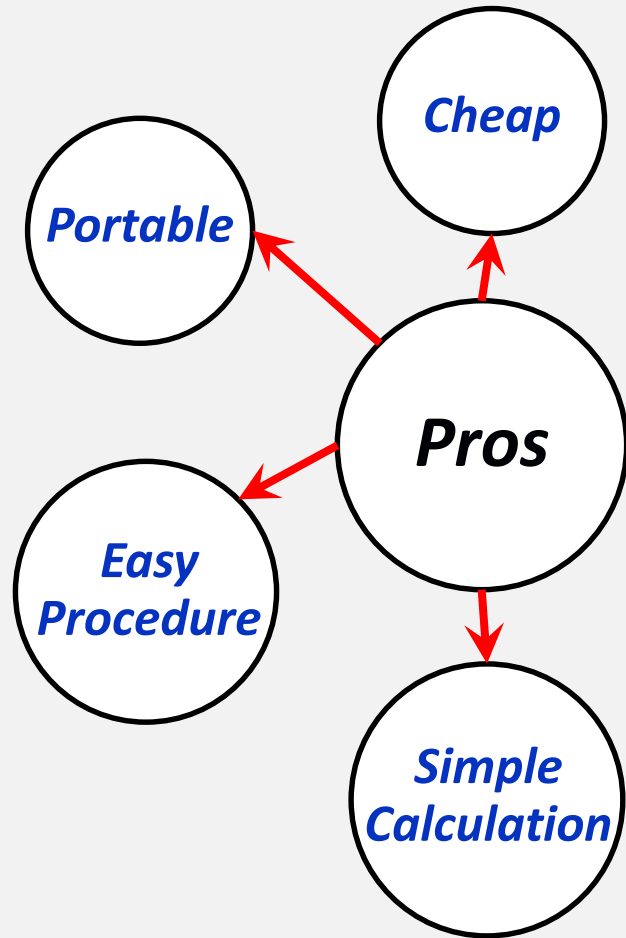 Cheap
Portable
Pros
Easy
Procedure
Simple
Calculation